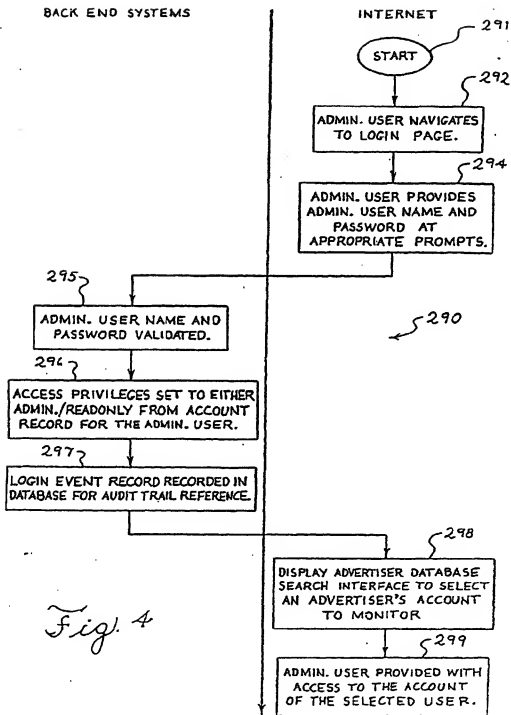 BACK END SYSTEMS
INTERNET
291
START
292
ADMIN. USER NAVIGATES
TO LOGIN PAGE.
294
ADMIN. USER PROVIDES
ADMIN. USER NAME AND
PASSWORD AT
APPROPRIATE PROMPTS.
295
ADMIN. USER NAME AND
PASSWORD VALIDATED.
290
296
ACCESS PRIVILEGES SET TO EITHER
ADMIN./READONLY FROM ACCOUNT
RECORD FOR THE ADMIN. USER.
297
LOGIN EVENT RECORD RECORDED IN
DATABASE FOR AUDIT TRAIL REFERENCE.
298
DISPLAY ADVERTISER DATABASE
SEARCH INTERFACE TO SELECT
AN ADVERTISER'S ACCOUNT
TO MONITOR
Fig. 4
299
ADMIN. USER PROVIDED WITH
ACCESS TO THE ACCOUNT
OF THE SELECTED USER.